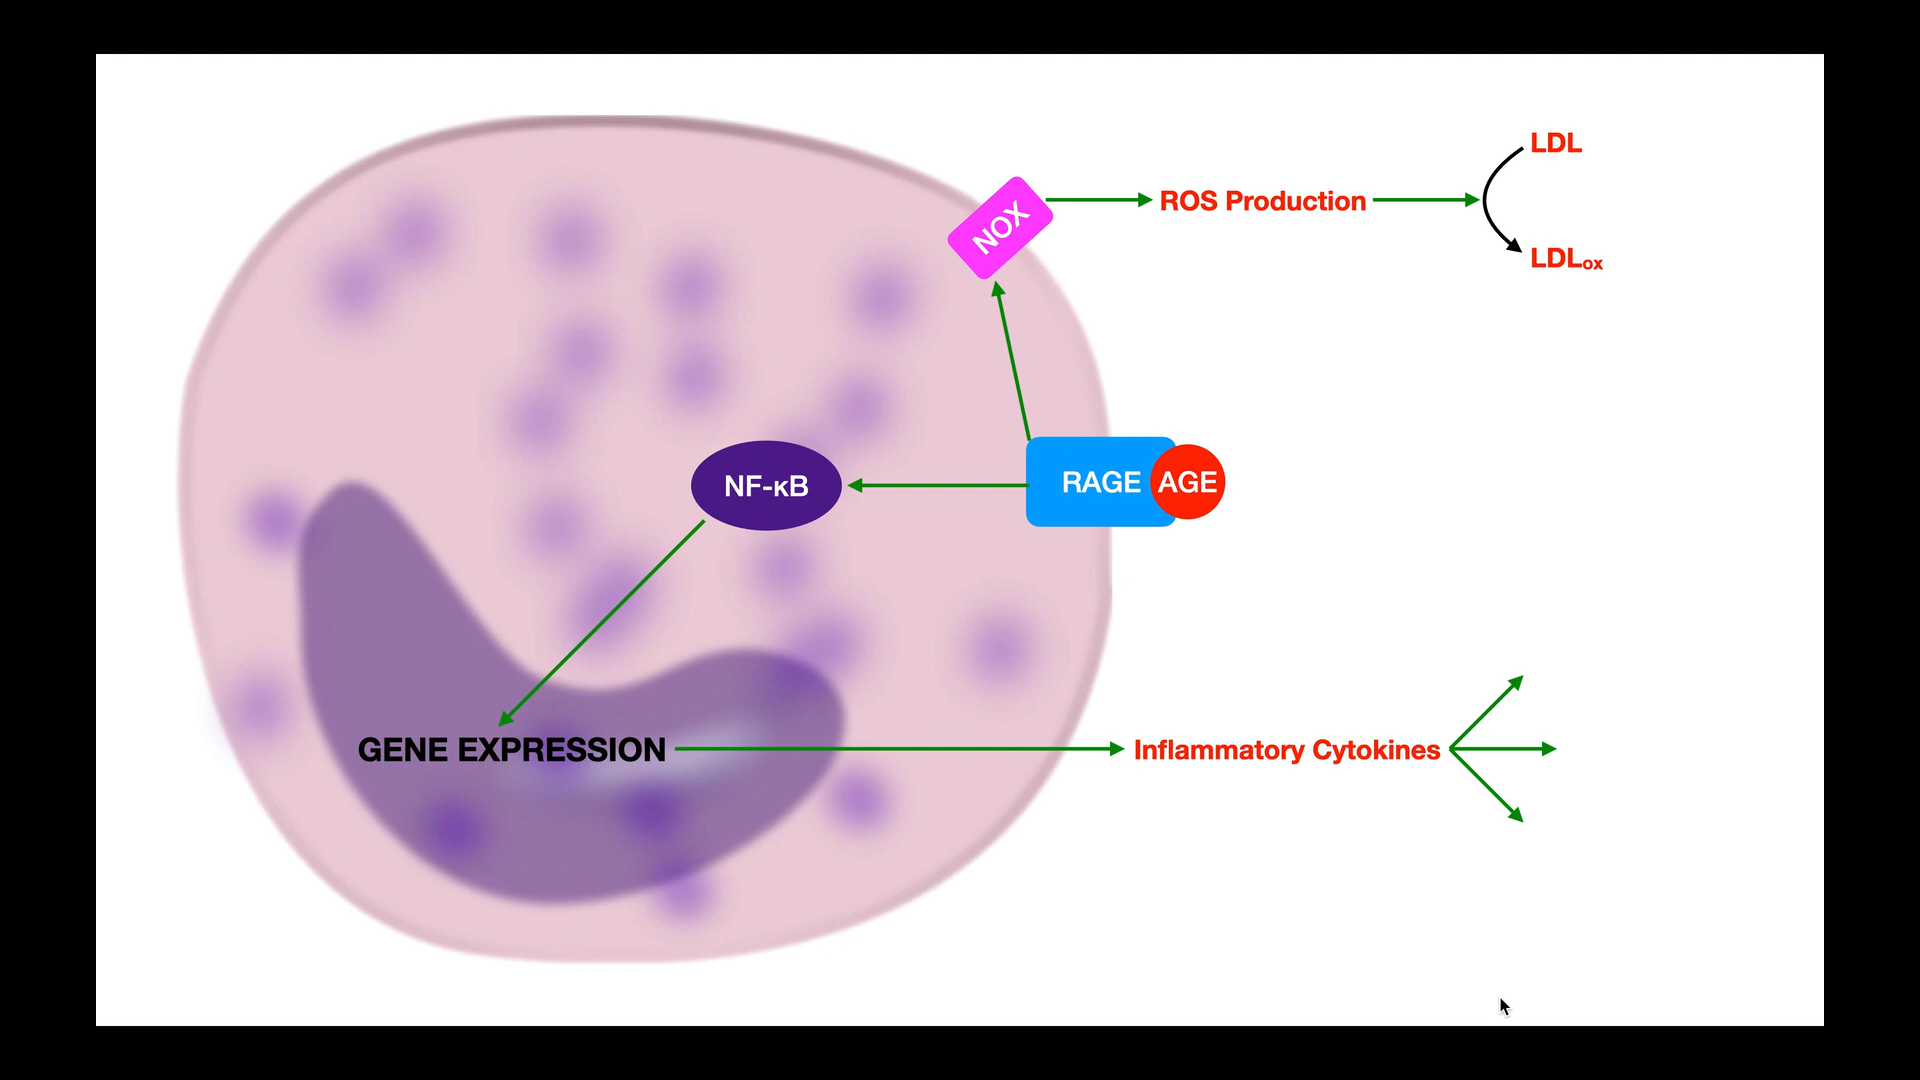 LDL
NOX
ROS Production
LDLox
NF-κB
RAGE
AGE
GENE EXPRESSION
Inflammatory Cytokines